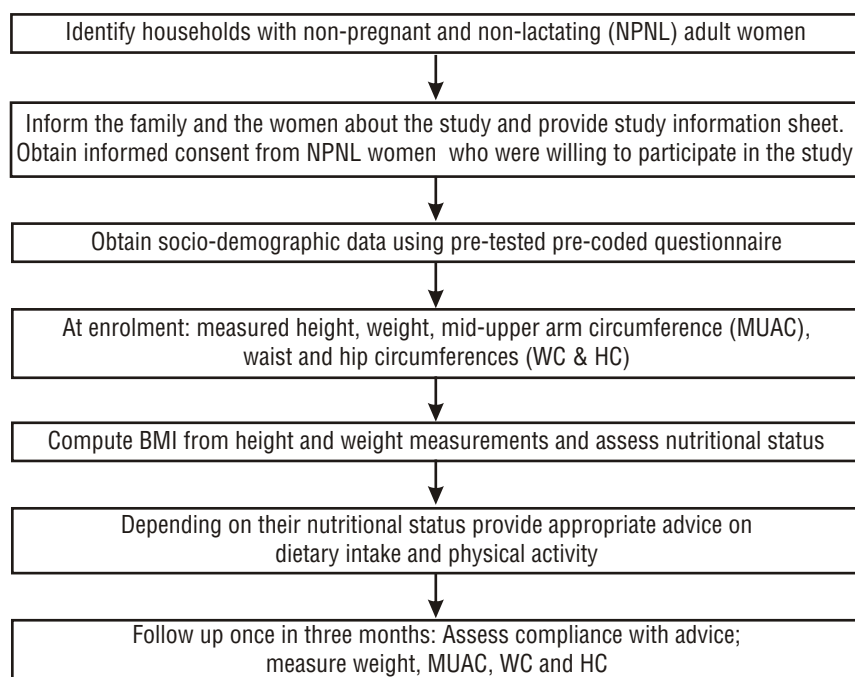 Identify households with non-pregnant and non-lactating (NPNL) adult women
Inform the family and the women about the study and provide study information sheet.
Obtain informed consent from NPNL women who were willing to participate in the study
Obtain socio-demographic data using pre-tested pre-coded questionnaire
At enrolment: measured height, weight, mid-upper arm circumference (MUAC),
waist and hip circumferences (WC & HC)
Compute BMI from height and weight measurements and assess nutritional status
Depending on their nutritional status provide appropriate advice on
dietary intake and physical activity
Follow up once in three months: Assess compliance with advice;
measure weight, MUAC, WC and HC